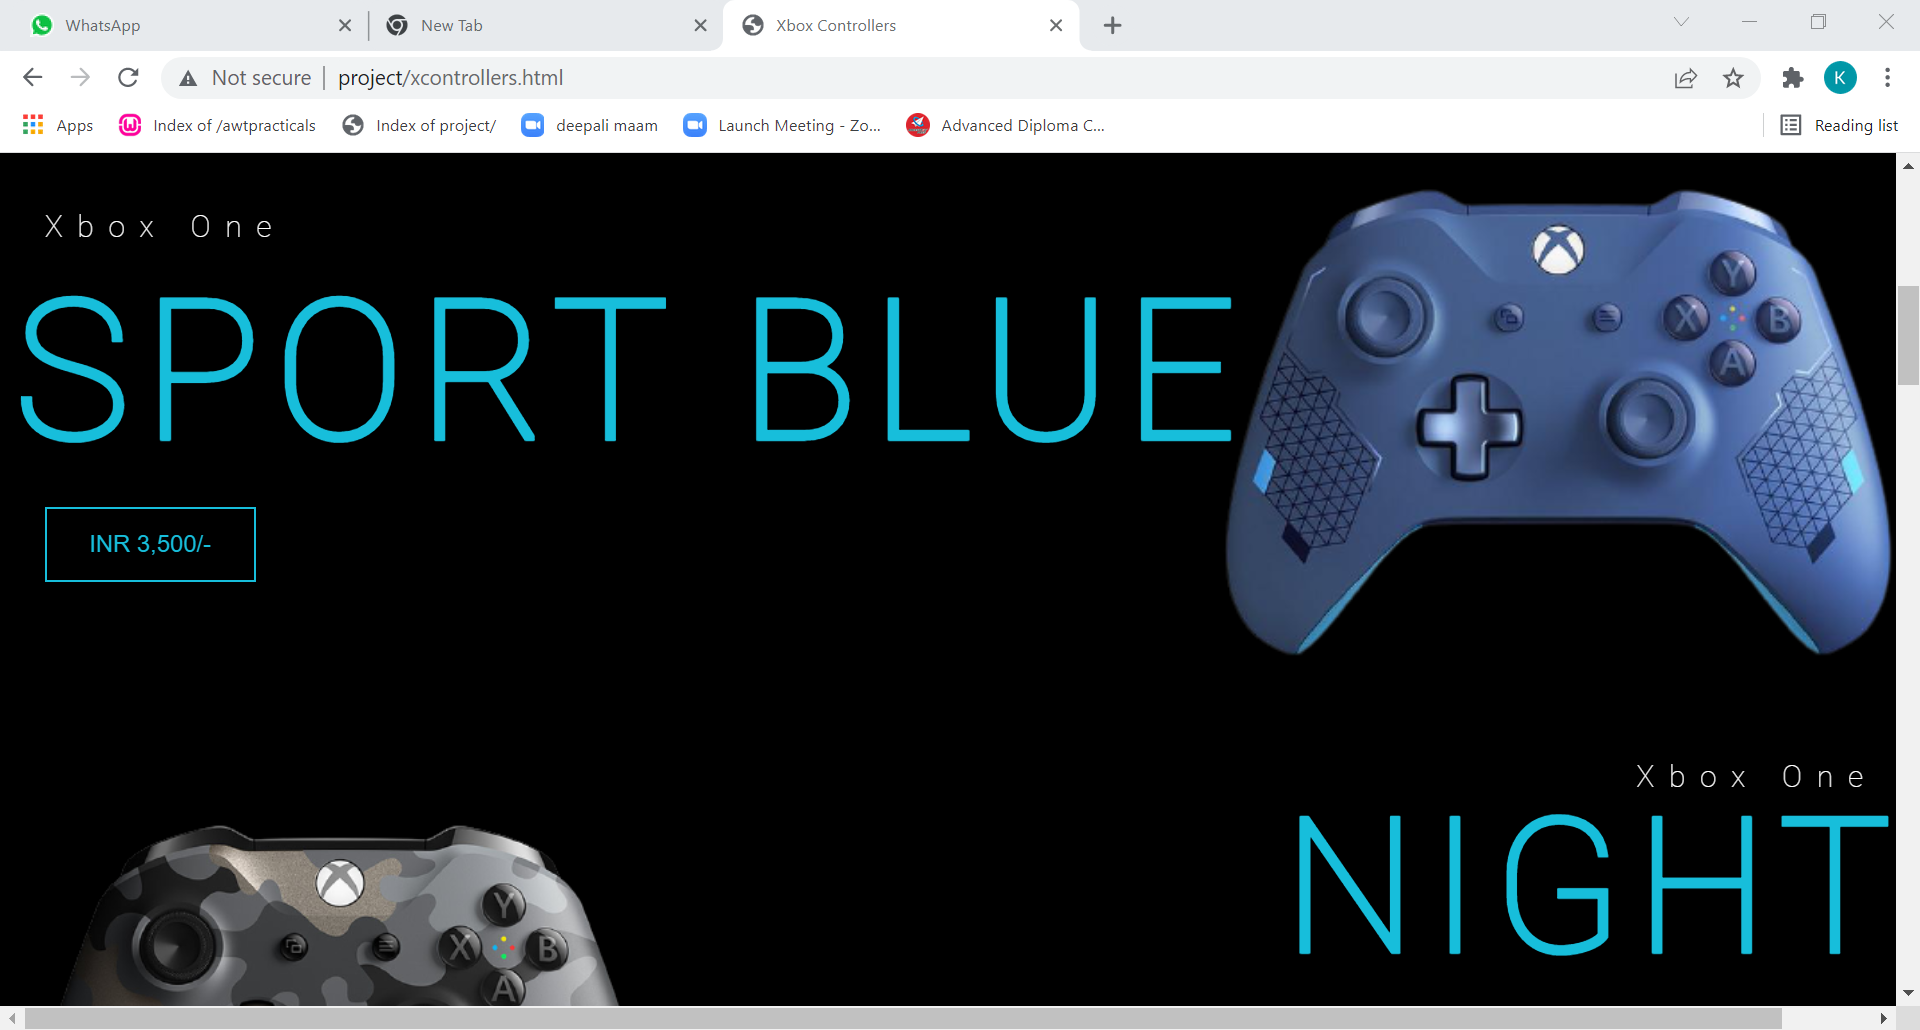 WhatsApp
New Tab
Xbox Controllers
Not secure
project/xcontrollers.html
K
Apps
Index of /awtpracticals
Index of project/
deepali maam
Launch Meeting - Zo...
Advanced Diploma C...
Reading list
Xbox One
SPORT BLUE
INR 3,500/-
Y
X
B
A
Xbox One
NIGHT
Y
X
B
A